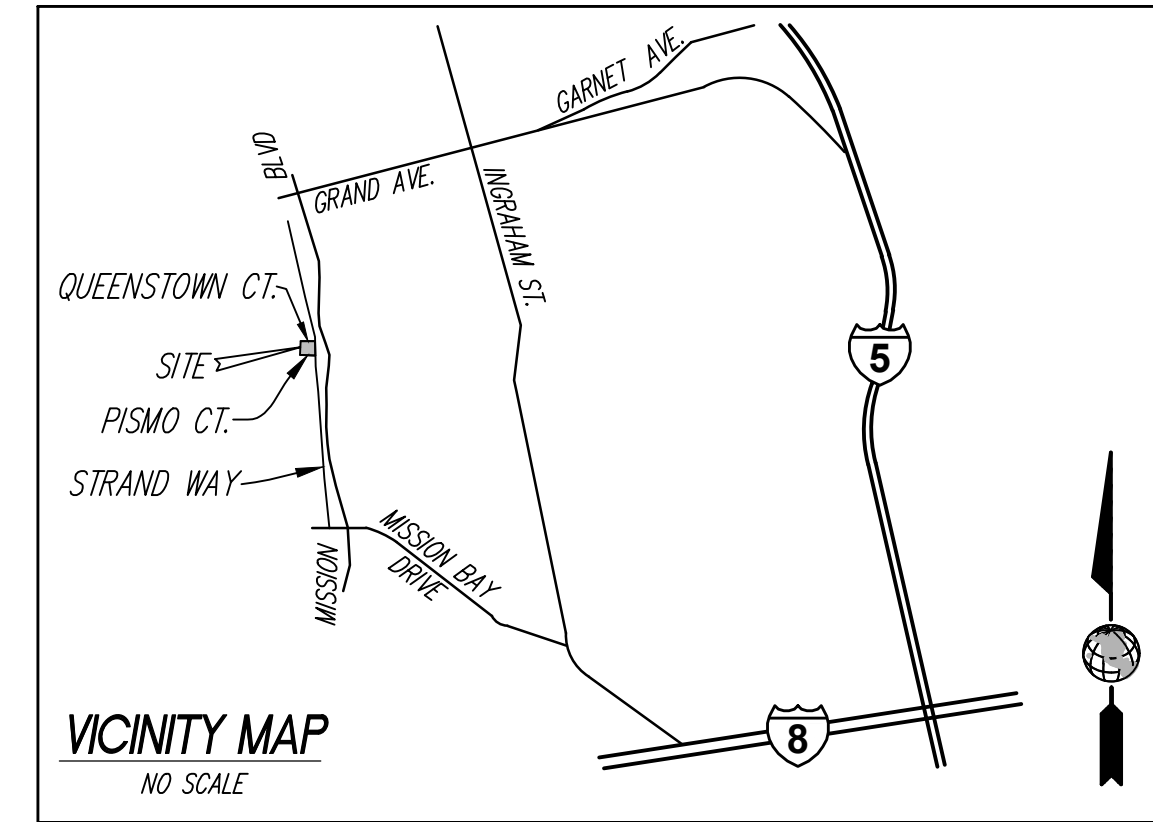 GARNET AVE.
BLVD
GRAND AVE.
INGRAHAM ST.
QUEENSTOWN CT.
SITE
PISMO CT.
STRAND WAY
5
MISSION BAY
DRIVE
MISSION
8
VICINITY MAP
NO SCALE